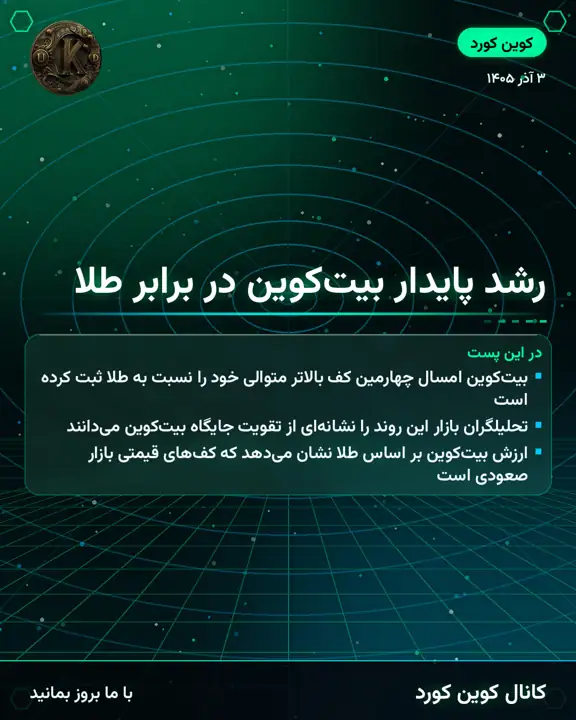 کوین کورد
۳ آذر ۱۴۰۵
K
رشد پایدار بیت‌کوین در برابر طلا
در این پست
بیت‌کوین امسال چهارمین کف بالاتر متوالی خود را نسبت به طلا ثبت کرده
است
تحلیلگران بازار این روند را نشانه‌ای از تقویت جایگاه بیت‌کوین می‌دانند
ارزش بیت‌کوین بر اساس طلا نشان می‌دهد که کف‌های قیمتی بازار
صعودی است
کانال کوین کورد
با ما بروز بمانید